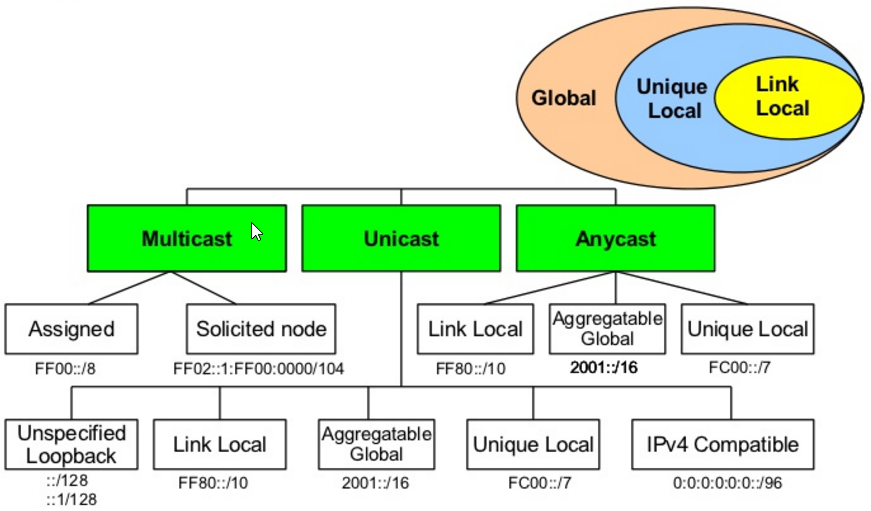 Global
Unique
Local
Link
Local
Multicast
Unicast
Anycast
Assigned
Solicited node
Link Local
Aggregatable
Global
Unique Local
FF00::/8
FF02::1:FF00:0000/104
FF80::/10
2001::/16
FC00::/7
Unspecified
Loopback
Link Local
Aggregatable
Global
Unique Local
IPv4 Compatible
::/128
::1/128
FF80::/10
2001::/16
FC00::/7
0:0:0:0:0:0::/96